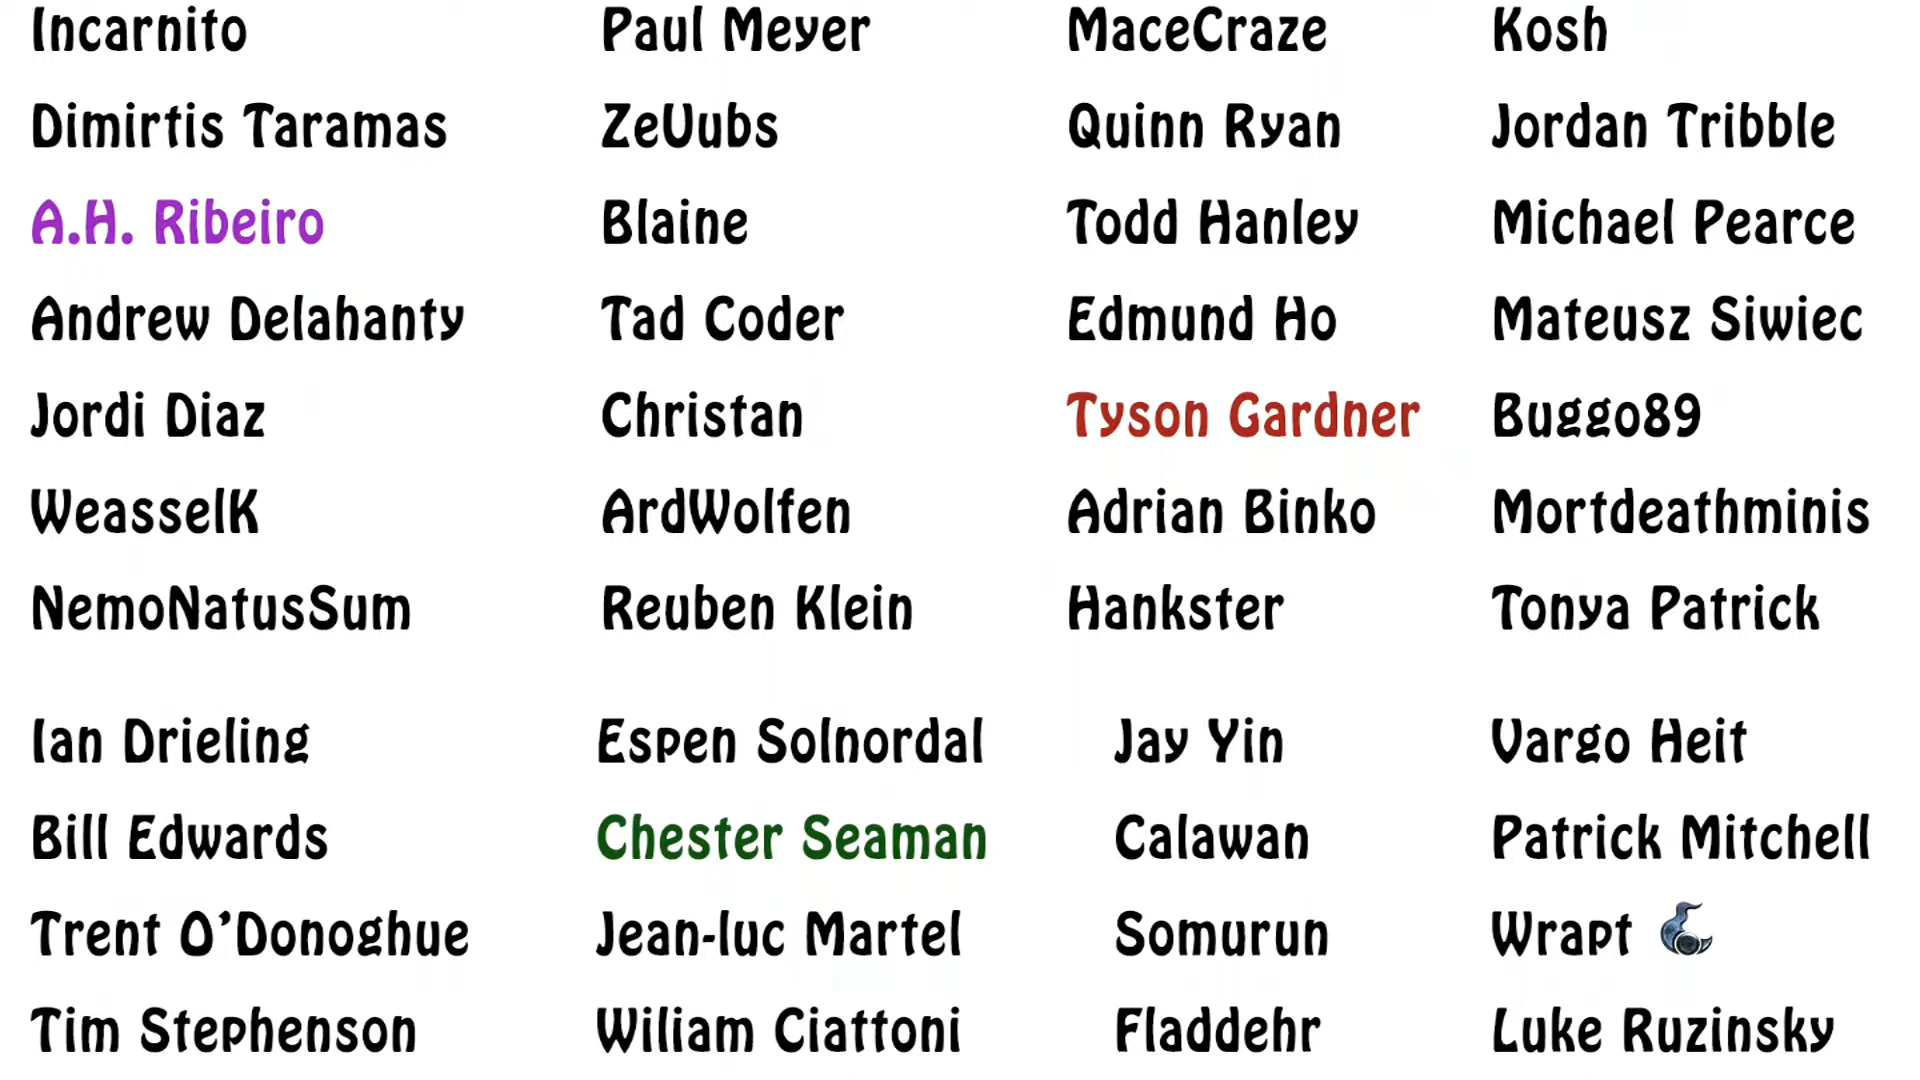 Incarnito Paul Meyer MaceCraze Kosh
Dimirtis Taramas ZeUubs Quinn Ryan Jordan Tribble
A.H. Ribeiro Blaine Todd Hanley Michael Pearce
Andrew Delahanty Tad Coder Edmund Ho Mateusz Siwiec
Jordi Diaz Christan Tyson Gardner Buggo89
WeasselK ArdWolfen Adrian Binko Mortdeathminis
NemoNatusSum Reuben Klein Hankster Tonya Patrick
Ian Drieling Espen Solnordal Jay Yin Vargo Heit
Bill Edwards Chester Seaman Calawan Patrick Mitchell
Trent O’Donoghue Jean-luc Martel Somurun Wrapt
Tim Stephenson Wiliam Ciattoni Fladdehr Luke Ruzinsky